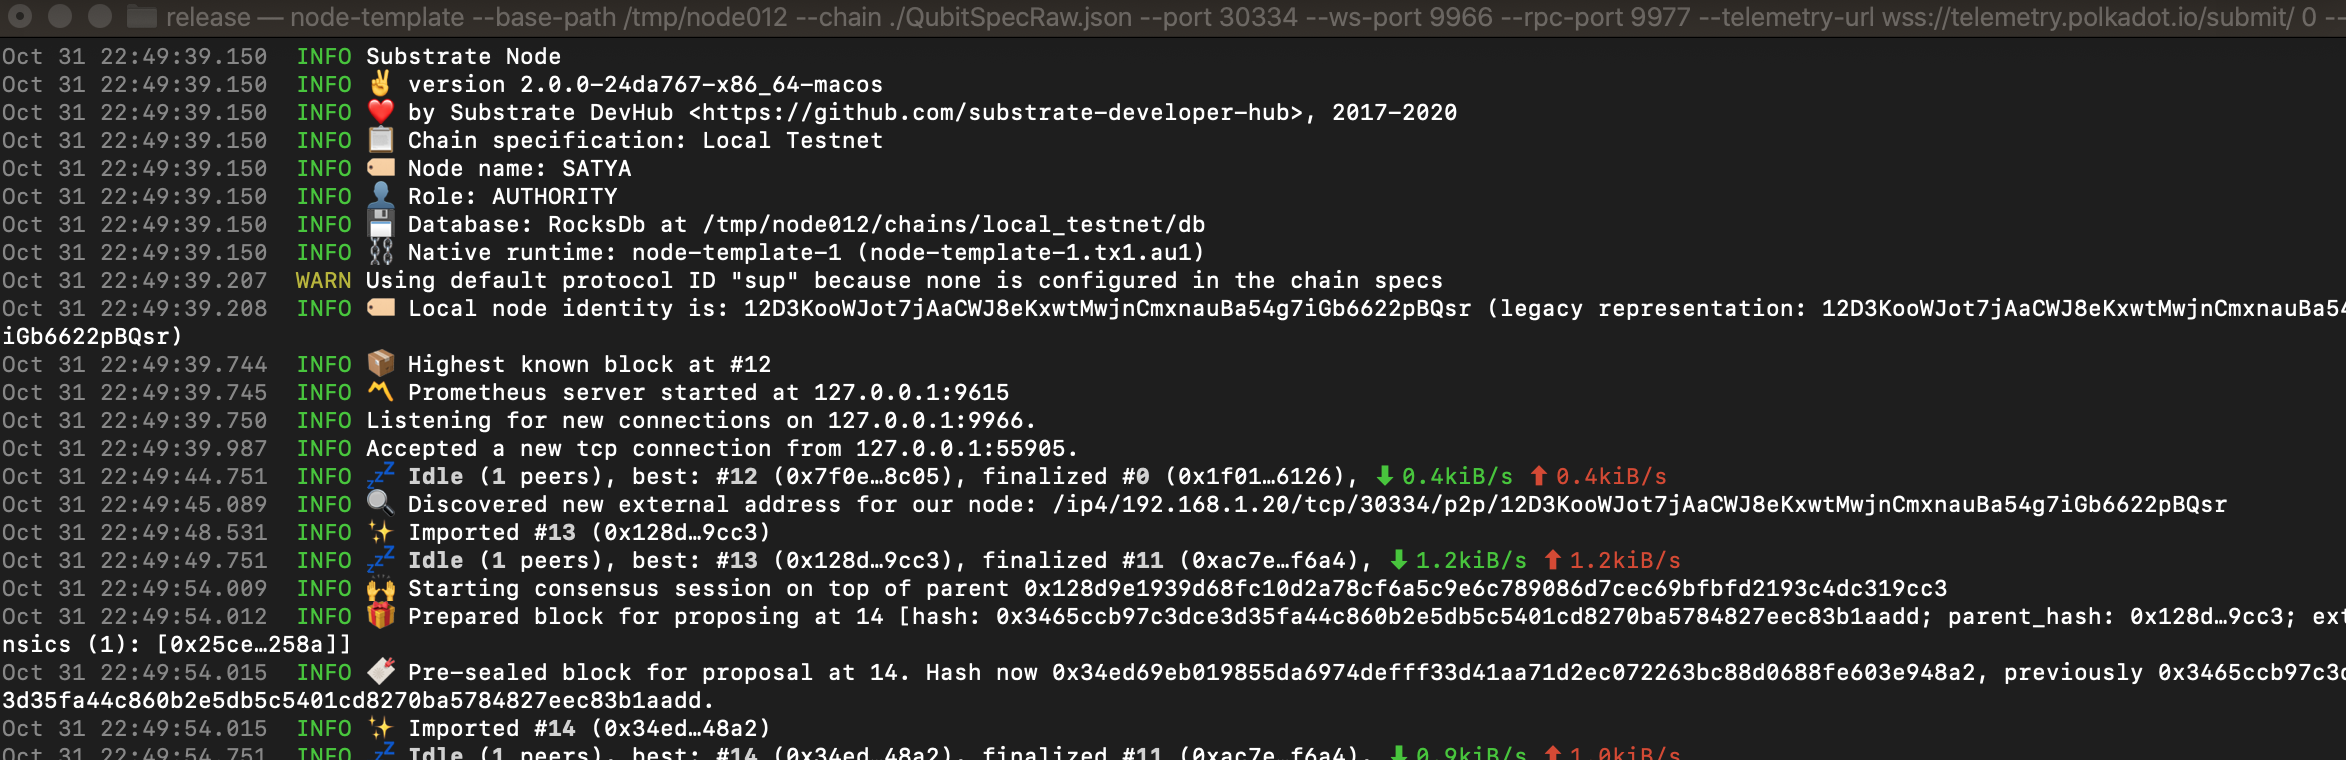 release — node-template --base-path /tmp/node012 --chain ./QubitSpecRaw.json --port 30334 --ws-port 9966 --rpc-port 9977 --telemetry-url wss://telemetry.polkadot.io/submit/ 0 --
Oct 31 22:49:39.150 INFO Substrate Node
Oct 31 22:49:39.150 INFO ✌️ version 2.0.0-24da767-x86_64-macos
Oct 31 22:49:39.150 INFO ❤️ by Substrate DevHub <https://github.com/substrate-developer-hub>, 2017-2020
Oct 31 22:49:39.150 INFO 📋 Chain specification: Local Testnet
Oct 31 22:49:39.150 INFO 🏷 Node name: SATYA
Oct 31 22:49:39.150 INFO 👤 Role: AUTHORITY
Oct 31 22:49:39.150 INFO 💾 Database: RocksDb at /tmp/node012/chains/local_testnet/db
Oct 31 22:49:39.150 INFO ⛓ Native runtime: node-template-1 (node-template-1.tx1.au1)
Oct 31 22:49:39.207 WARN Using default protocol ID "sup" because none is configured in the chain specs
Oct 31 22:49:39.208 INFO 🏷 Local node identity is: 12D3KooWJot7jAaCWJ8eKxwtMwjnCmxnauBa54g7iGb6622pBQsr (legacy representation: 12D3KooWJot7jAaCWJ8eKxwtMwjnCmxnauBa54
iGb6622pBQsr)
Oct 31 22:49:39.744 INFO 📦 Highest known block at #12
Oct 31 22:49:39.745 INFO 〽️ Prometheus server started at 127.0.0.1:9615
Oct 31 22:49:39.750 INFO Listening for new connections on 127.0.0.1:9966.
Oct 31 22:49:39.987 INFO Accepted a new tcp connection from 127.0.0.1:55905.
Oct 31 22:49:44.751 INFO 💤 Idle (1 peers), best: #12 (0x7f0e…8c05), finalized #0 (0x1f01…6126), ⬇ 0.4kiB/s ⬆ 0.4kiB/s
Oct 31 22:49:45.089 INFO 🔍 Discovered new external address for our node: /ip4/192.168.1.20/tcp/30334/p2p/12D3KooWJot7jAaCWJ8eKxwtMwjnCmxnauBa54g7iGb6622pBQsr
Oct 31 22:49:48.531 INFO ✨ Imported #13 (0x128d…9cc3)
Oct 31 22:49:49.751 INFO 💤 Idle (1 peers), best: #13 (0x128d…9cc3), finalized #11 (0xac7e…f6a4), ⬇ 1.2kiB/s ⬆ 1.2kiB/s
Oct 31 22:49:54.009 INFO 🙌 Starting consensus session on top of parent 0x128d9e1939d68fc10d2a78cf6a5c9e6c789086d7cec69bfbfd2193c4dc319cc3
Oct 31 22:49:54.012 INFO 🎁 Prepared block for proposing at 14 [hash: 0x3465ccb97c3dce3d35fa44c860b2e5db5c5401cd8270ba5784827eec83b1aadd; parent_hash: 0x128d…9cc3; ext
nsics (1): [0x25ce…258a]]
Oct 31 22:49:54.015 INFO 🔖 Pre-sealed block for proposal at 14. Hash now 0x34ed69eb019855da6974defff33d41aa71d2ec072263bc88d0688fe603e948a2, previously 0x3465ccb97c3d
3d35fa44c860b2e5db5c5401cd8270ba5784827eec83b1aadd.
Oct 31 22:49:54.015 INFO ✨ Imported #14 (0x34ed…48a2)
Oct 31 22:49:54.751 INFO 💤 Idle (1 peers), best: #14 (0x34ed…48a2), finalized #11 (0xac7e…f6a4), ⬇ 0.9kiB/s ⬆ 1.0kiB/s